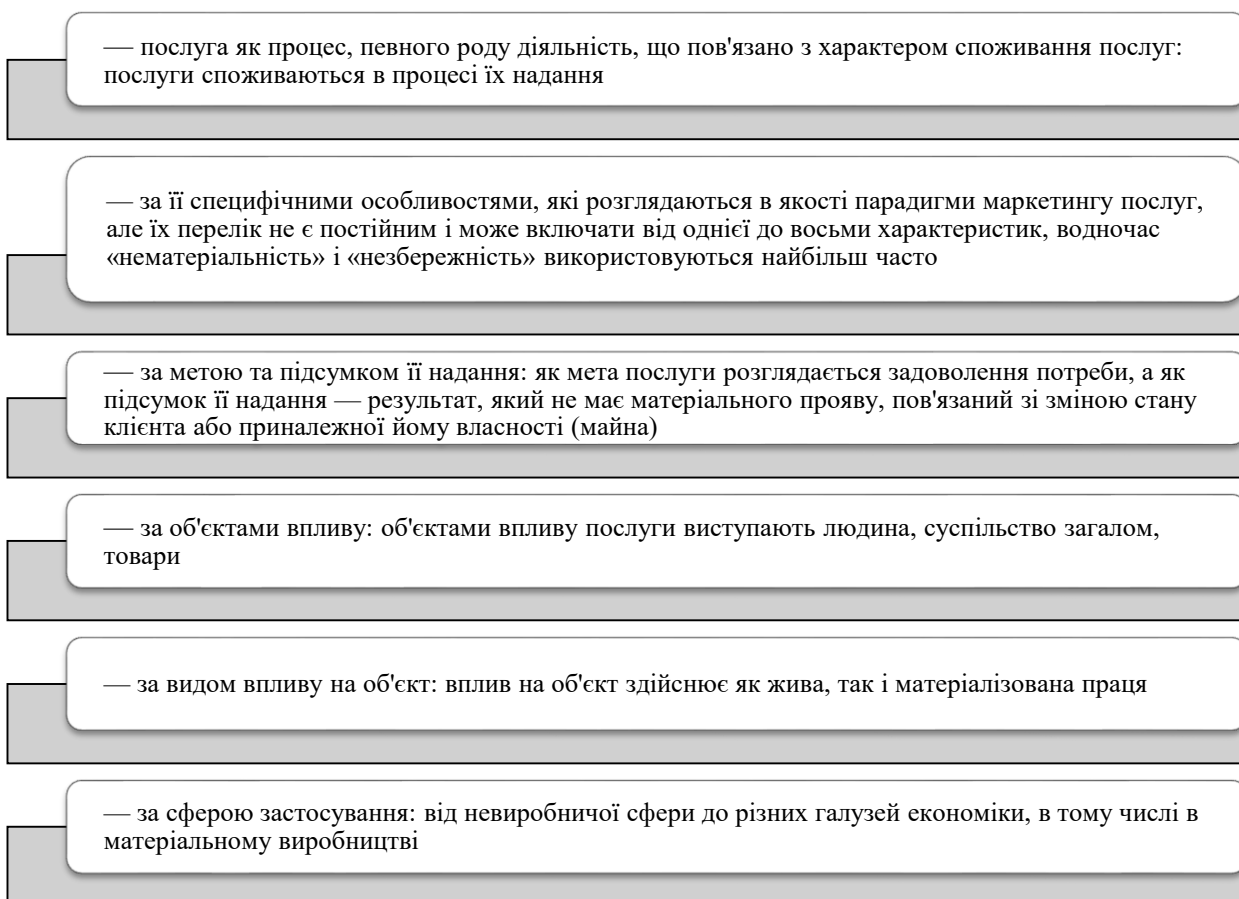 — послуга як процес, певного роду діяльність, що пов'язано з характером споживання послуг:
послуги споживаються в процесі їх надання
— за її специфічними особливостями, які розглядаються в якості парадигми маркетингу послуг,
але їх перелік не є постійним і може включати від однієї до восьми характеристик, водночас
«нематеріальність» і «незбережність» використовуються найбільш часто
— за метою та підсумком її надання: як мета послуги розглядається задоволення потреби, а як
підсумок її надання — результат, який не має матеріального прояву, пов'язаний зі зміною стану
клієнта або приналежної йому власності (майна)
— за об'єктами впливу: об'єктами впливу послуги виступають людина, суспільство загалом,
товари
— за видом впливу на об'єкт: вплив на об'єкт здійснює як жива, так і матеріалізована праця
— за сферою застосування: від невиробничої сфери до різних галузей економіки, в тому числі в
матеріальному виробництві